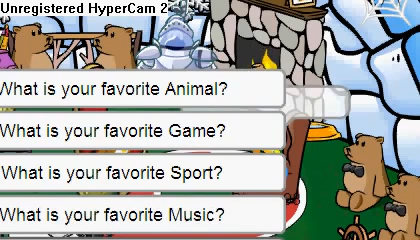 Unregistered HyperCam 2
What is your favorite Animal?
What is your favorite Game?
What is your favorite Sport?
What is your favorite Music?